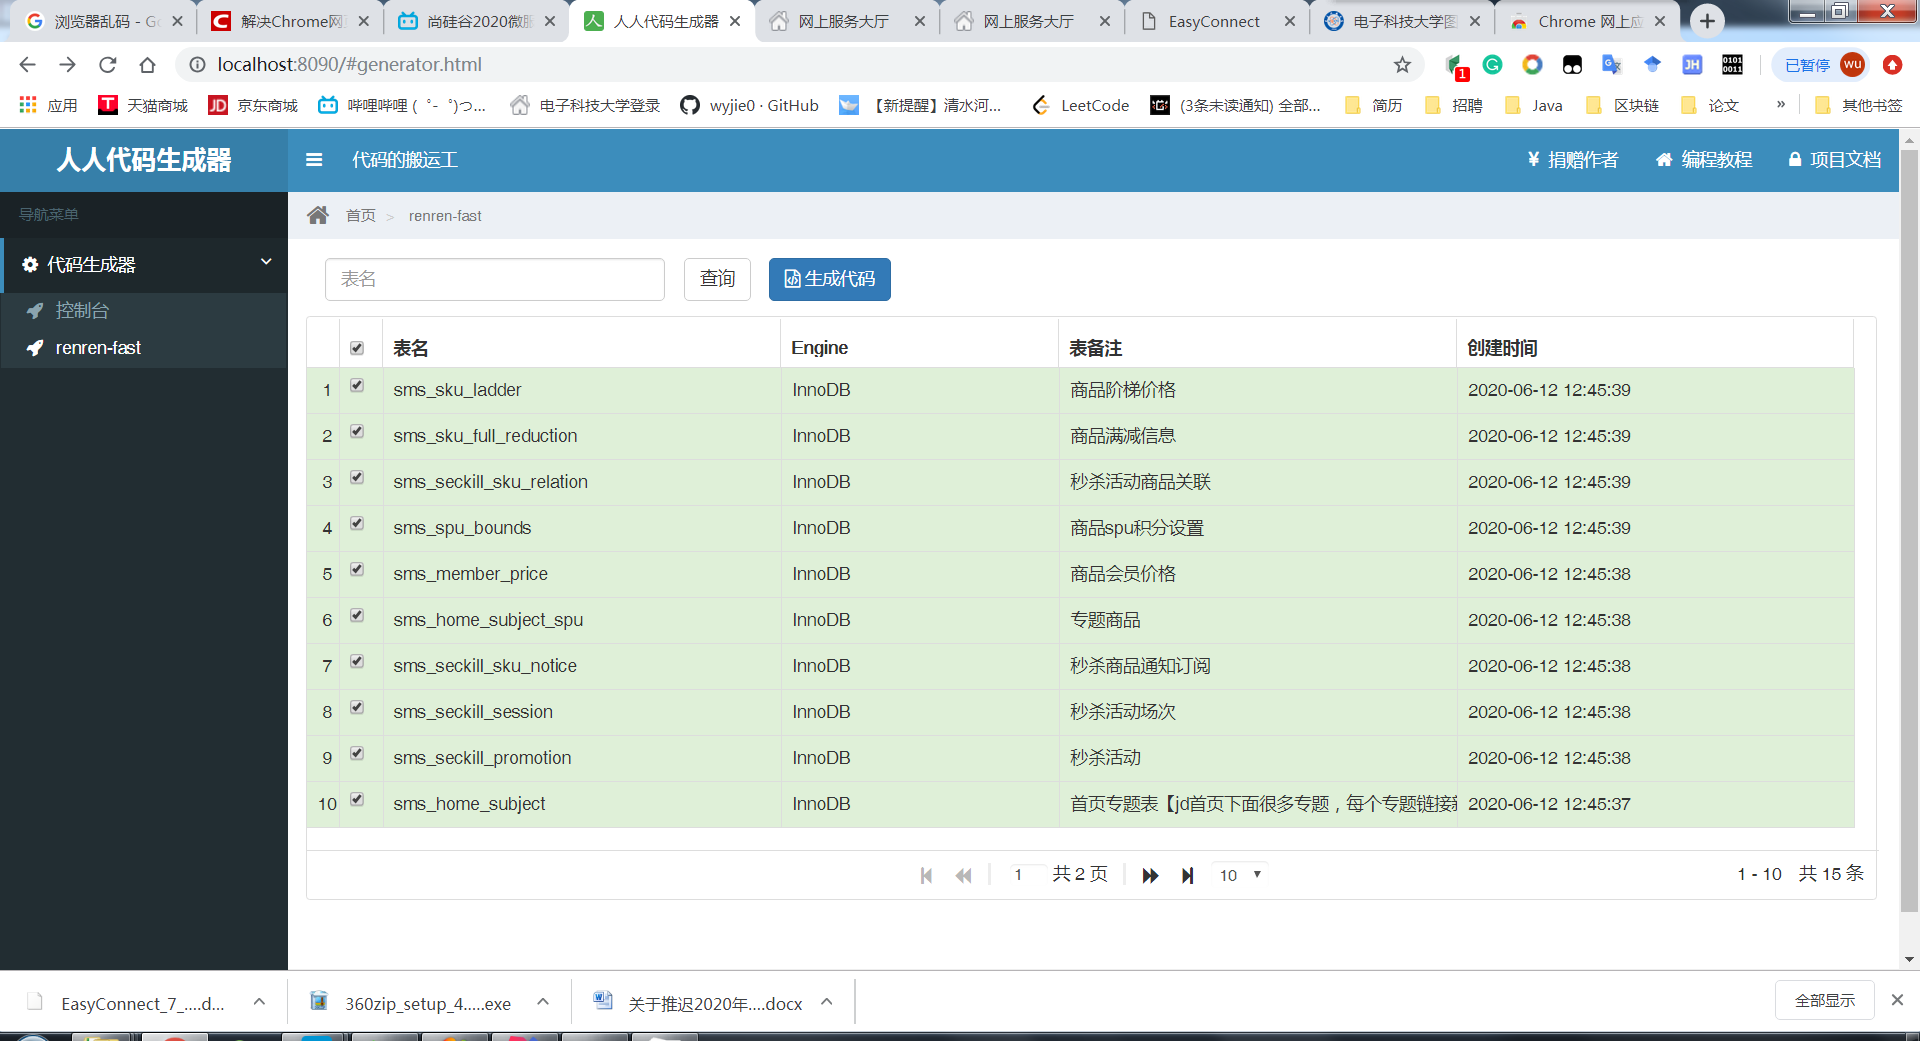 浏览器乱码 - Go
解决Chrome网
尚硅谷2020微服
人人代码生成器
网上服务大厅
网上服务大厅
EasyConnect
电子科技大学图
Chrome 网上应
localhost:8090/#generator.html
1
已暂停
WU
应用
天猫商城
京东商城
哔哩哔哩 ( ゜- ゜)つ...
电子科技大学登录
wyjie0 · GitHub
【新提醒】清水河...
LeetCode
(3条未读通知) 全部...
简历
招聘
Java
区块链
论文
»
其他书签
人人代码生成器
代码的搬运工
¥ 捐赠作者
编程教程
项目文档
导航菜单
首页 > renren-fast
代码生成器
控制台
renren-fast
表名
查询
生成代码
表名 Engine 表备注 创建时间
1 sms_sku_ladder InnoDB 商品阶梯价格 2020-06-12 12:45:39
2 sms_sku_full_reduction InnoDB 商品满减信息 2020-06-12 12:45:39
3 sms_seckill_sku_relation InnoDB 秒杀活动商品关联 2020-06-12 12:45:39
4 sms_spu_bounds InnoDB 商品spu积分设置 2020-06-12 12:45:39
5 sms_member_price InnoDB 商品会员价格 2020-06-12 12:45:38
6 sms_home_subject_spu InnoDB 专题商品 2020-06-12 12:45:38
7 sms_seckill_sku_notice InnoDB 秒杀商品通知订阅 2020-06-12 12:45:38
8 sms_seckill_session InnoDB 秒杀活动场次 2020-06-12 12:45:38
9 sms_seckill_promotion InnoDB 秒杀活动 2020-06-12 12:45:38
10 sms_home_subject InnoDB 首页专题表【jd首页下面很多专题，每个专题链接 2020-06-12 12:45:37
1 共 2 页 10
1 - 10 共 15 条
EasyConnect_7_....d...
360zip_setup_4.....exe
关于推迟2020年....docx
全部显示